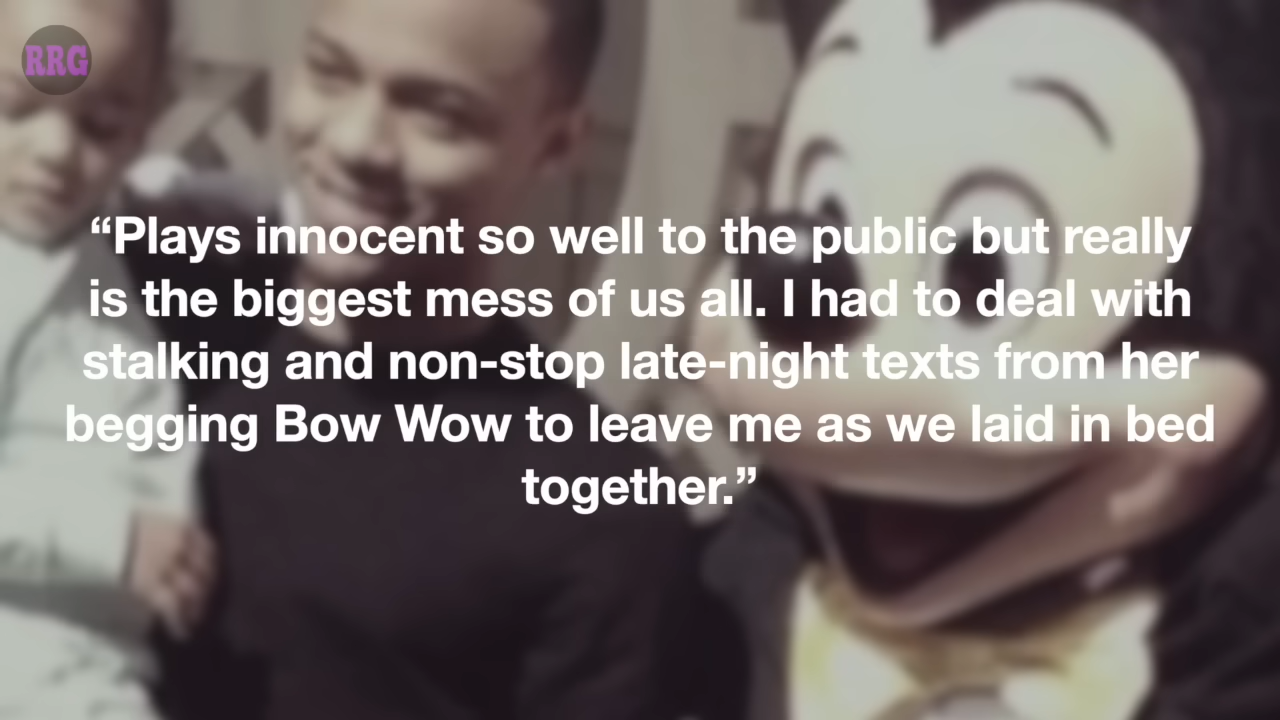 RRG
“Plays innocent so well to the public but really
is the biggest mess of us all. I had to deal with
stalking and non-stop late-night texts from her
begging Bow Wow to leave me as we laid in bed
together.”